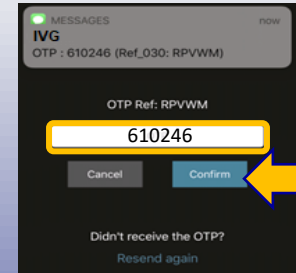 MESSAGES now
IVG
OTP : 610246 (Ref_030: RPVWM)
OTP Ref: RPVWM
610246
Cancel Confirm
Didn't receive the OTP?
Resend again